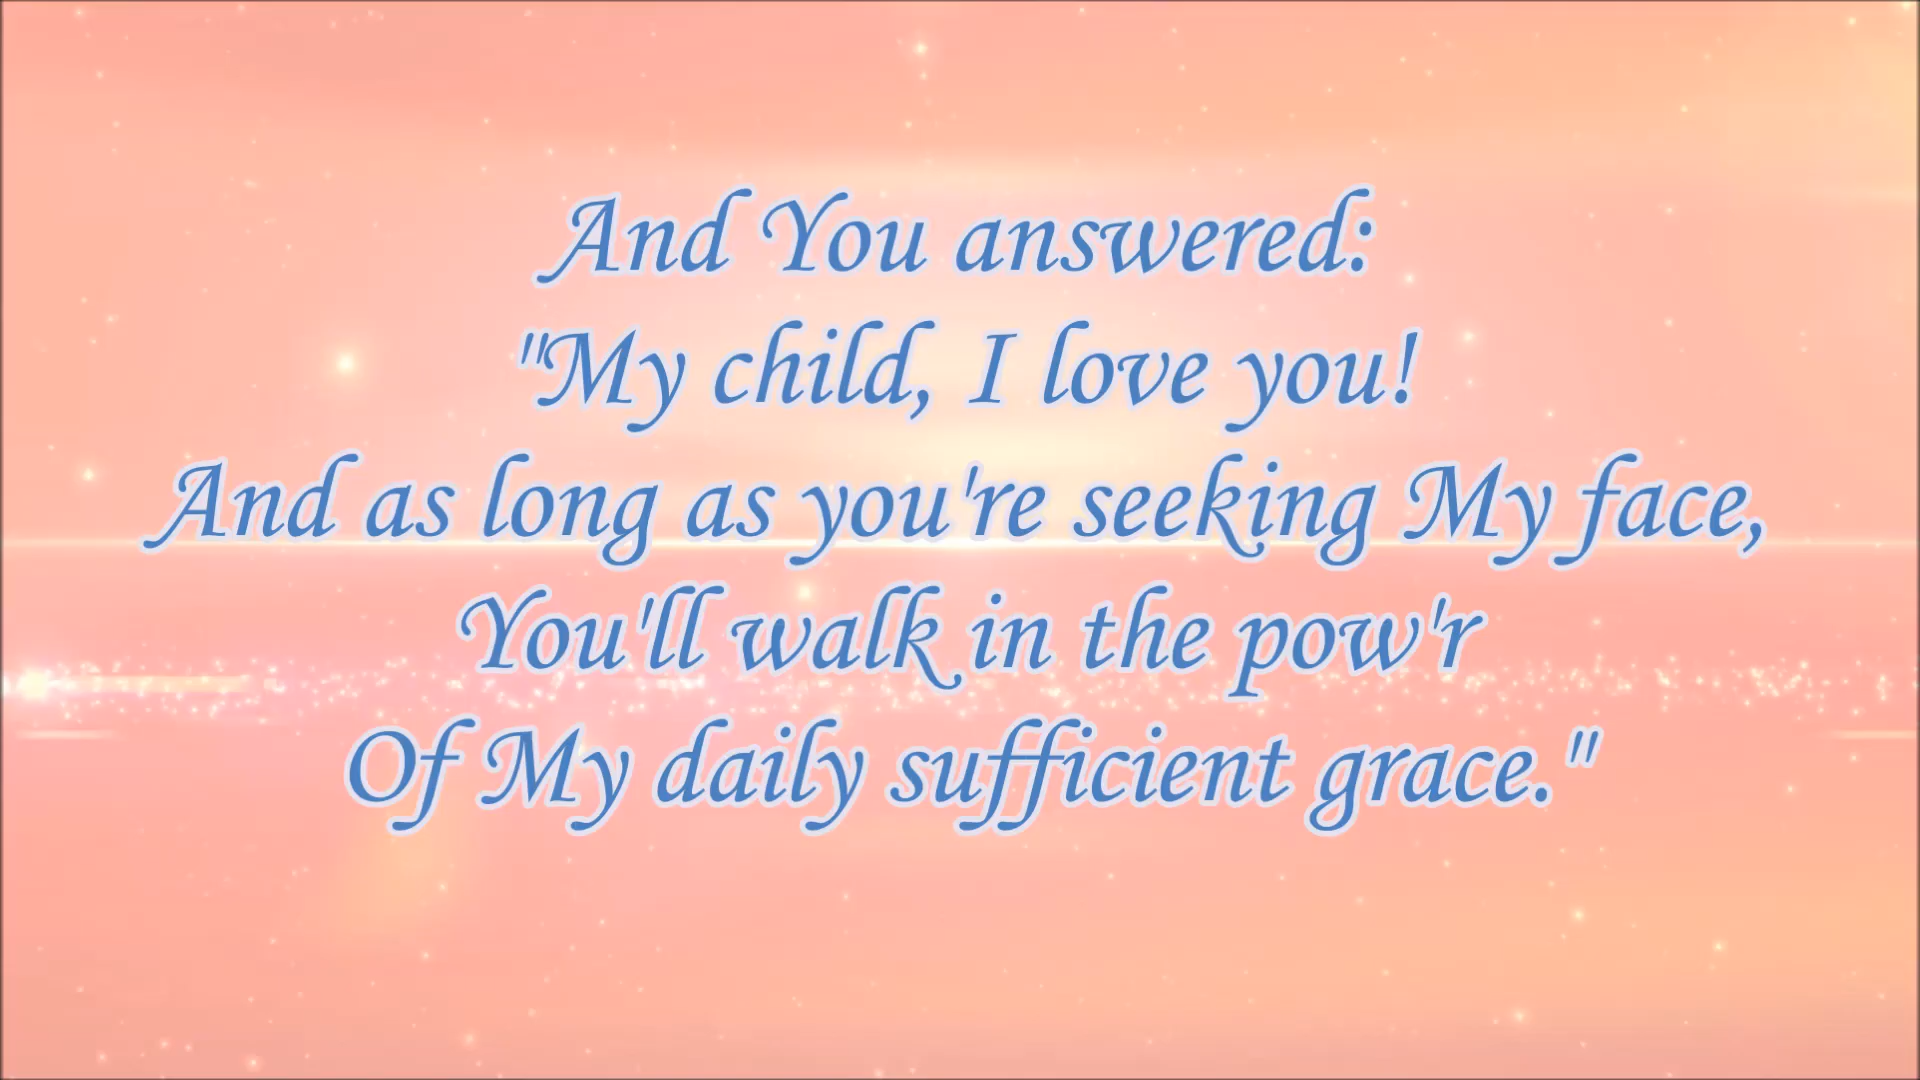 And You answered:
"My child, I love you!
And as long as you're seeking My face,
You'll walk in the pow'r
Of My daily sufficient grace."